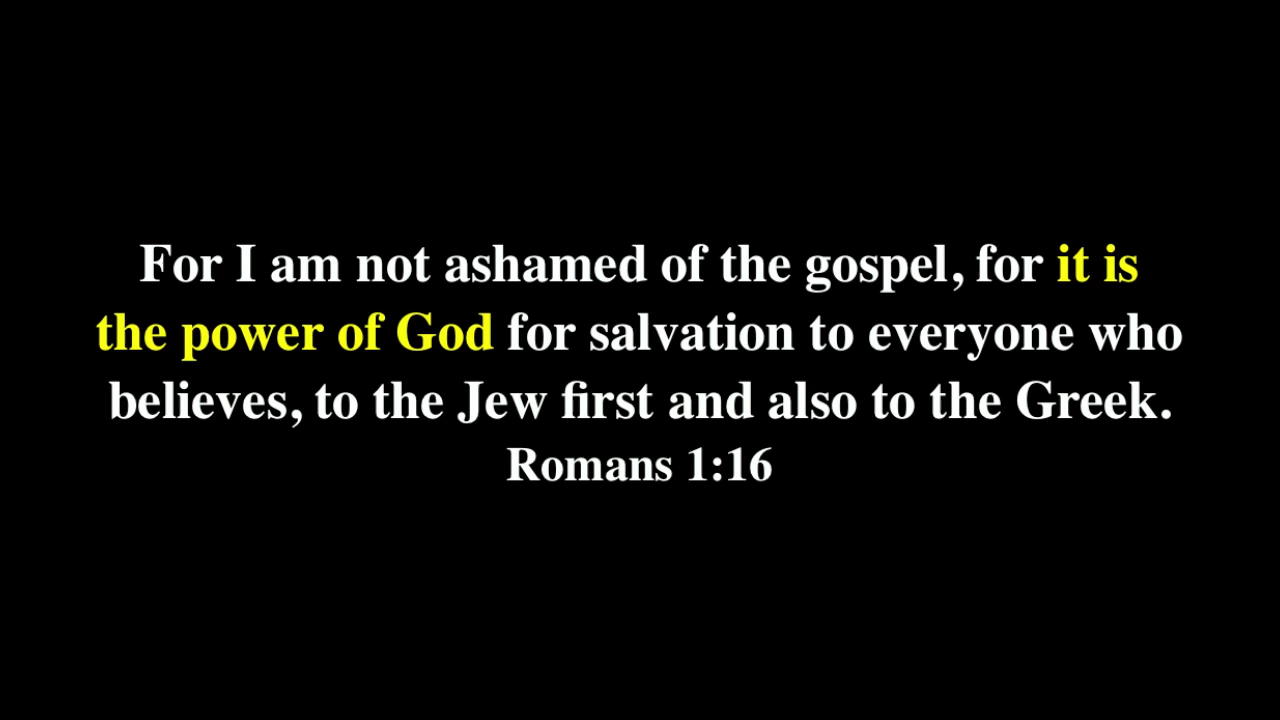 For I am not ashamed of the gospel, for it is
the power of God for salvation to everyone who
believes, to the Jew first and also to the Greek.
Romans 1:16